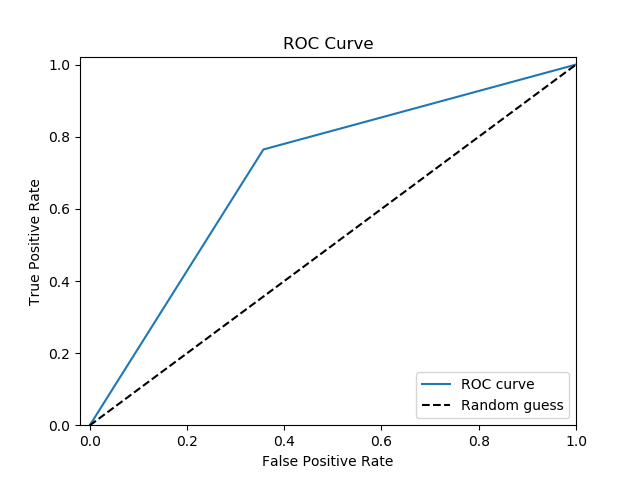 ROC Curve
1.0
0.8
0.6
0.4
0.2
0.0
True Positive Rate
0.0 0.2 0.4 0.6 0.8 1.0
False Positive Rate
ROC curve
Random guess